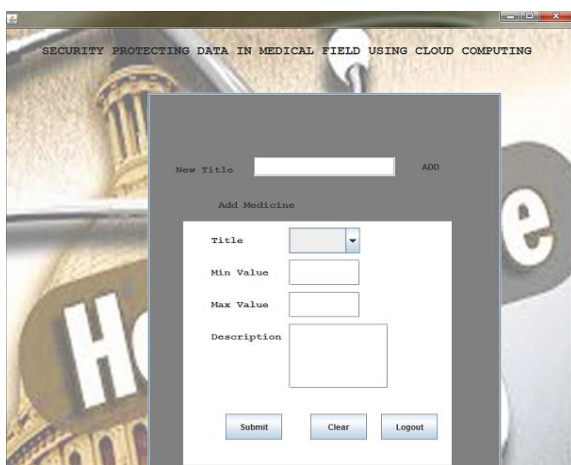 SECURITY PROTECTING DATA IN MEDICAL FIELD USING CLOUD COMPUTING
New Title ADD
Add Medicine
Title
Min Value
Max Value
Description
Submit Clear Logout
H
e